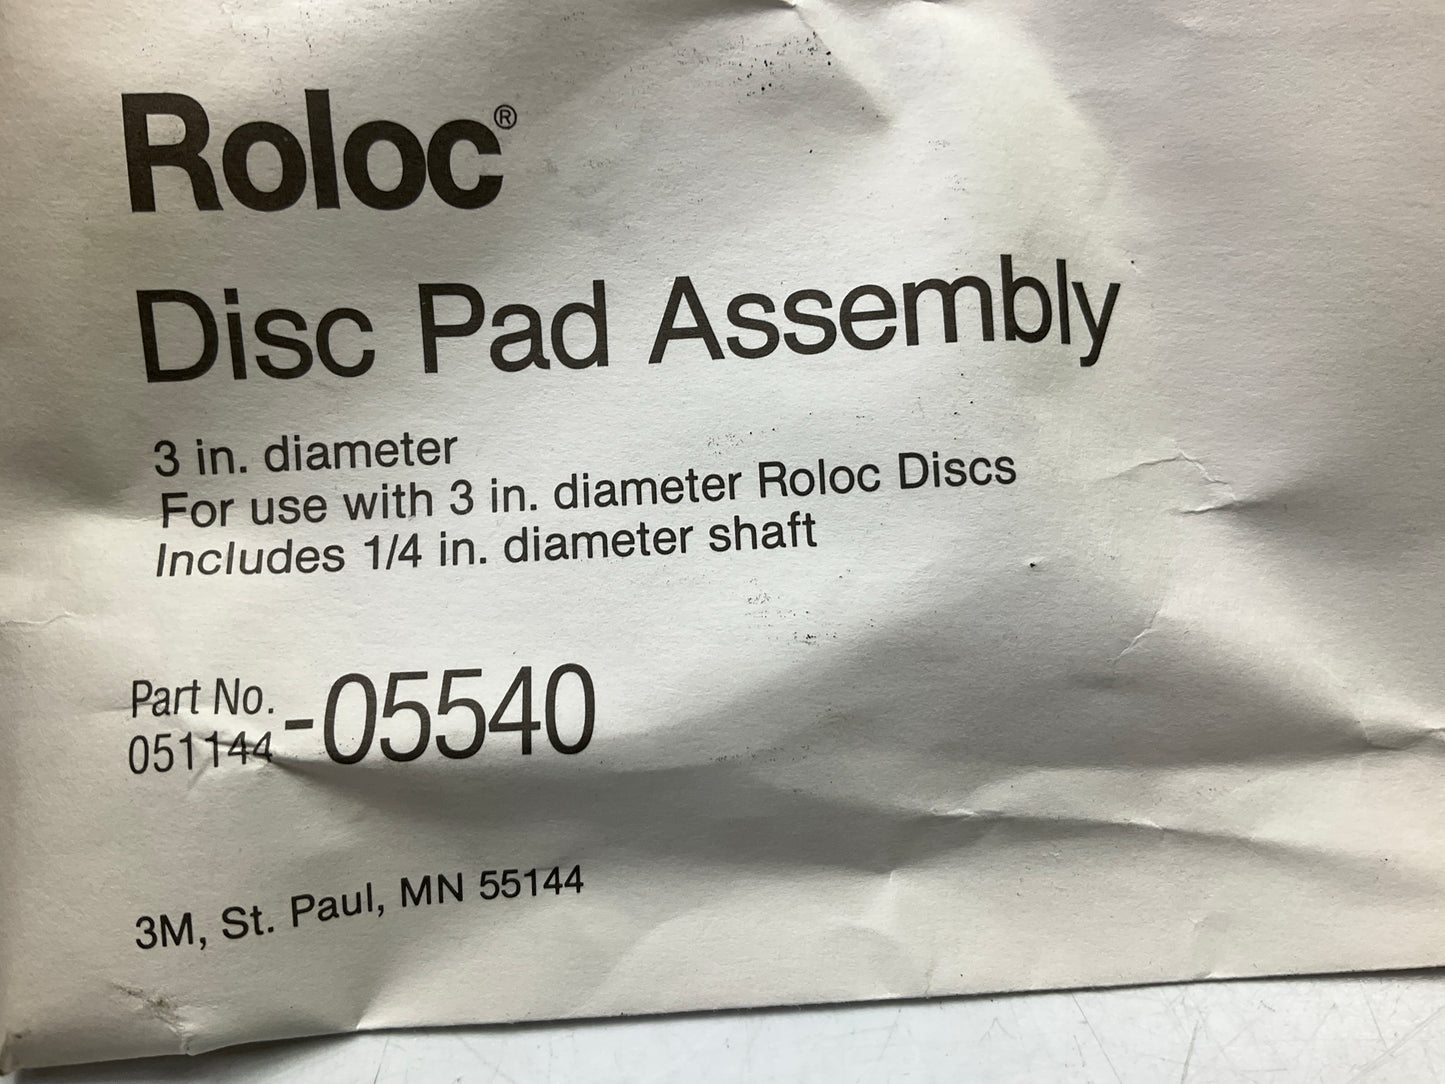 Roloc®
Disc Pad Assembly
3 in. diameter
For use with 3 in. diameter Roloc Discs
Includes 1/4 in. diameter shaft
Part No.
051144-05540
3M, St. Paul, MN 55144